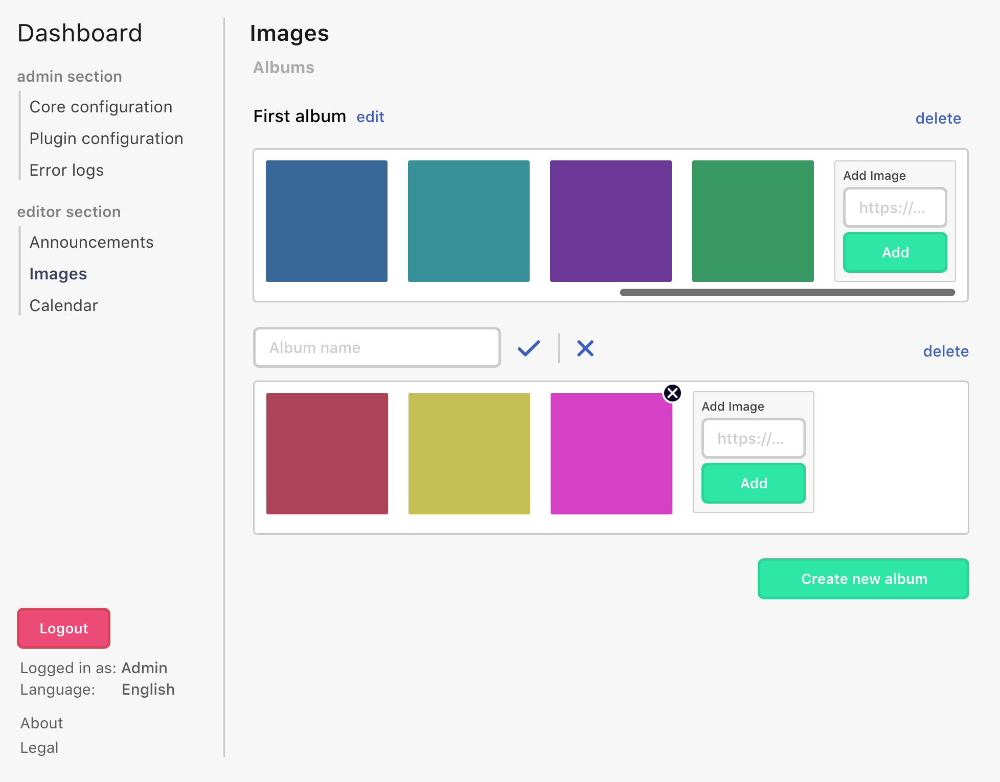 Dashboard
admin section
Core configuration
Plugin configuration
Error logs
editor section
Announcements
Images
Calendar
Logout
Logged in as: Admin
Language: English
About
Legal
Images
Albums
First album edit
delete
Add Image
https://...
Add
Album name
delete
Add Image
https://...
Add
Create new album